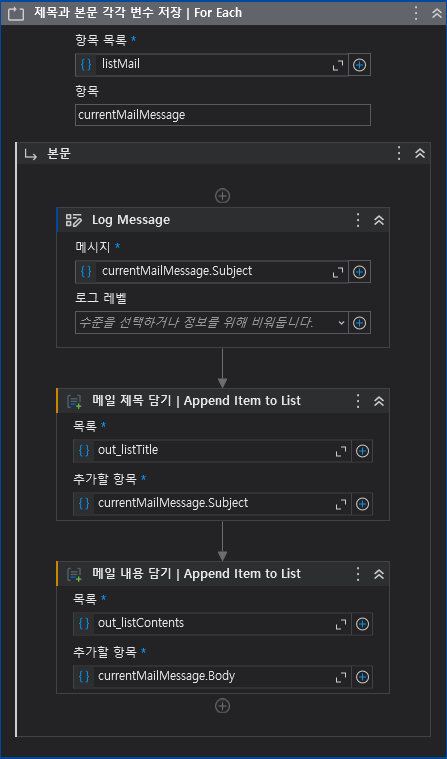 제목과 본문 각각 변수 저장 | For Each
항목 목록 *
listMail
항목
currentMailMessage
본문
Log Message
메시지 *
currentMailMessage.Subject
로그 레벨
수준을 선택하거나 정보를 위해 비워둡니다.
메일 제목 담기 | Append Item to List
목록 *
out_listTitle
추가할 항목 *
currentMailMessage.Subject
메일 내용 담기 | Append Item to List
목록 *
out_listContents
추가할 항목 *
currentMailMessage.Body